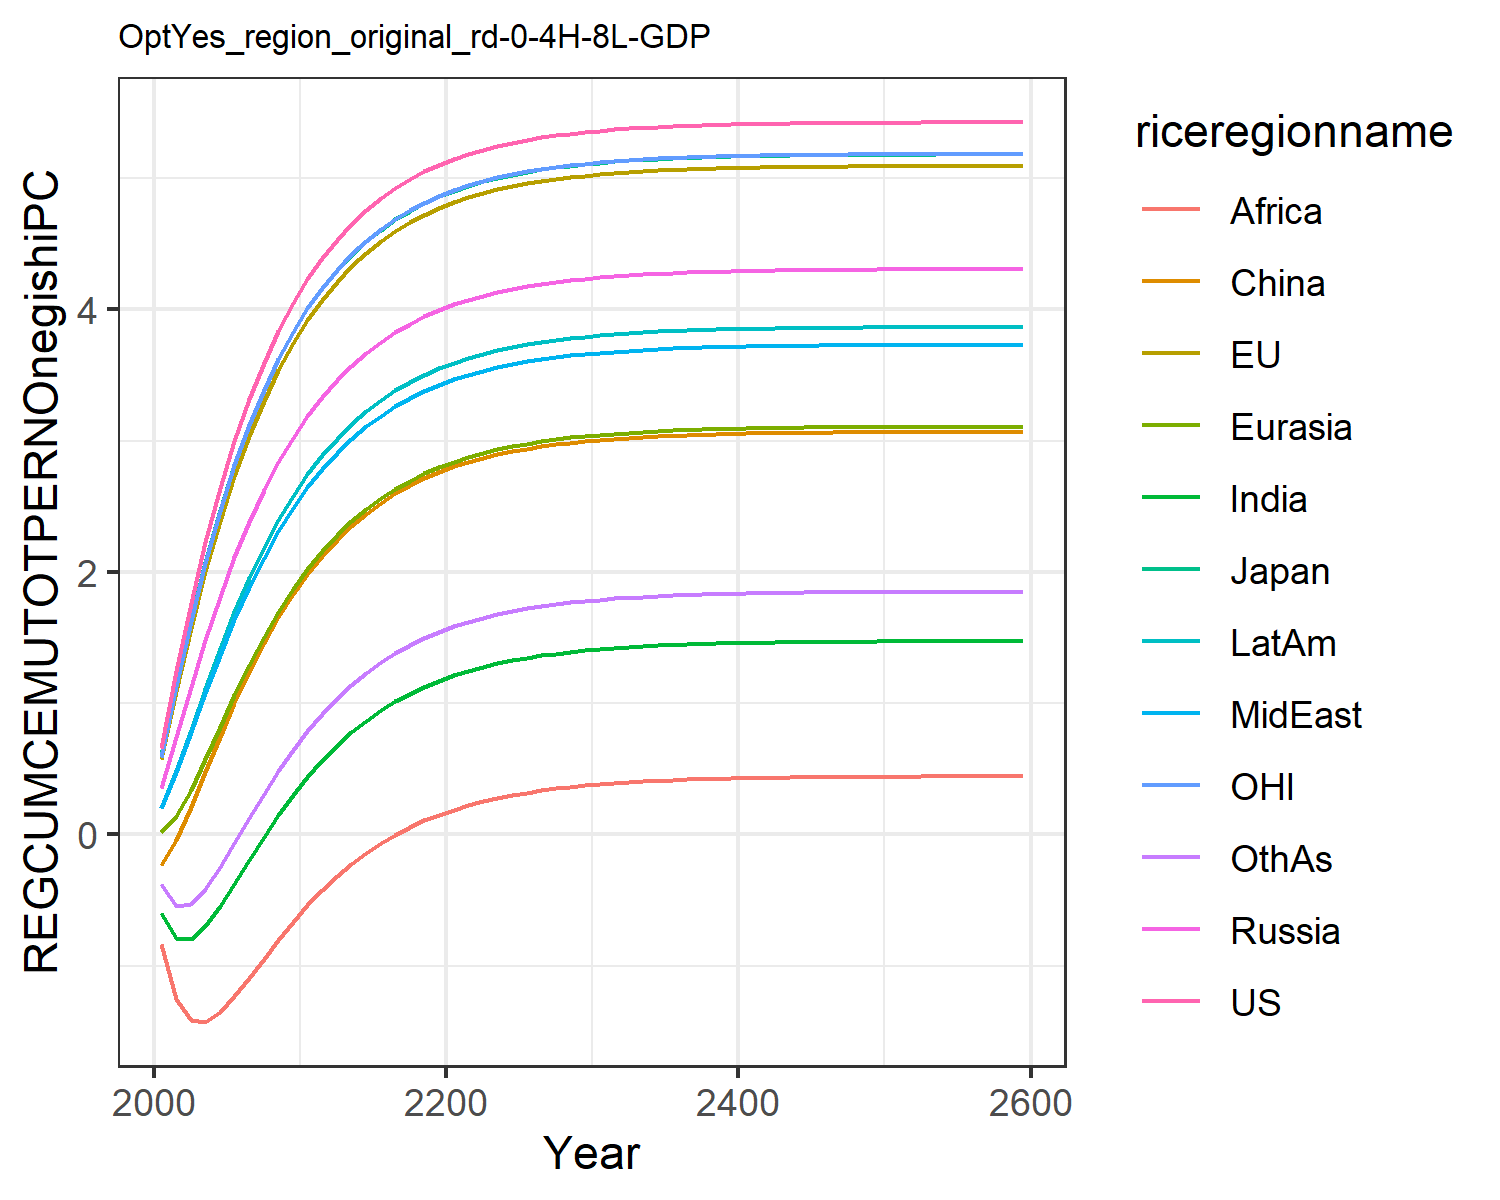 OptYes_region_original_rd-0-4H-8L-GDP
REGCUMCEMUTOTPERNOnegishiPC
4
2
0
2000
2200
2400
2600
Year
riceregionname
Africa
China
EU
Eurasia
India
Japan
LatAm
MidEast
OHI
OthAs
Russia
US